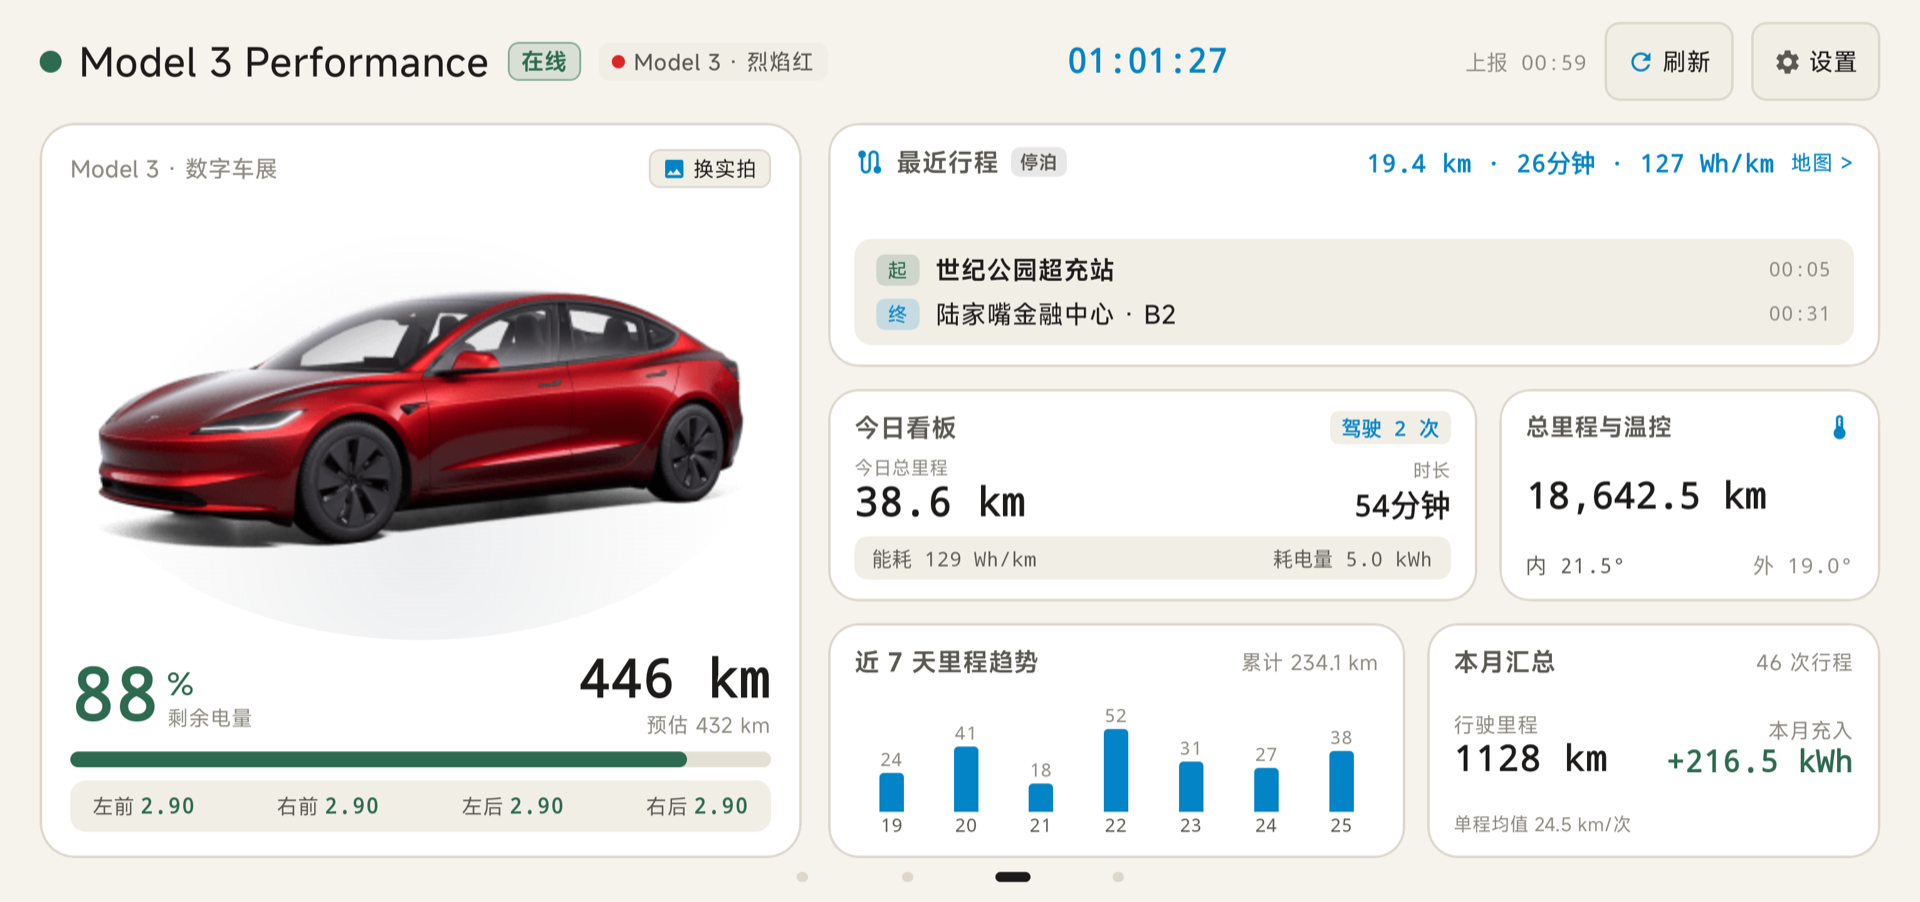 Model 3 Performance 在线 Model 3 · 烈焰红 01:01:27 上报 00:59 刷新 设置
Model 3 · 数字车展 换实拍
88 % 剩余电量
446 km
预估 432 km
左前 2.90 右前 2.90 左后 2.90 右后 2.90
最近行程 停泊 19.4 km · 26分钟 · 127 Wh/km 地图 >
起 世纪公园超充站 00:05
终 陆家嘴金融中心 · B2 00:31
今日看板 驾驶 2 次
今日总里程 时长
38.6 km 54分钟
能耗 129 Wh/km 耗电量 5.0 kWh
总里程与温控
18,642.5 km
内 21.5° 外 19.0°
近 7 天里程趋势 累计 234.1 km
24 41 18 52 31 27 38
19 20 21 22 23 24 25
本月汇总 46 次行程
行驶里程 本月充入
1128 km +216.5 kWh
单程均值 24.5 km/次